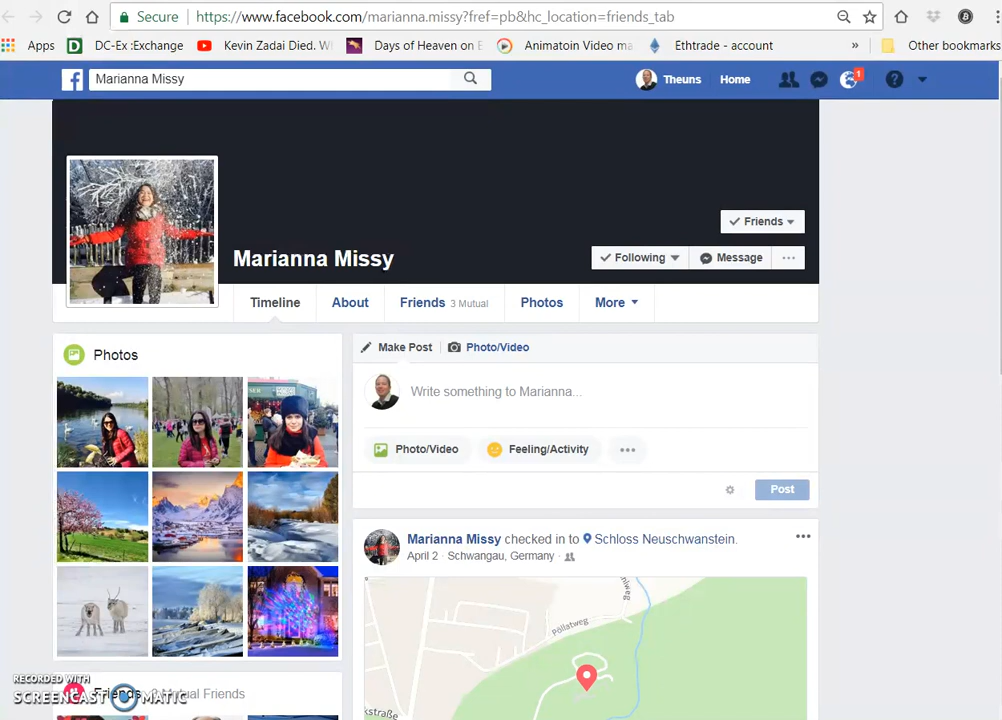 Secure https://www.facebook.com/marianna.missy?fref=pb&hc_location=friends_tab
Apps DC-Ex :Exchange Kevin Zadai Died. W Days of Heaven on E Animatoin Video ma Ethtrade - account » Other bookmarks
Marianna Missy
Theuns Home 1
Friends
Marianna Missy
Following Message ...
Timeline About Friends 3 Mutual Photos More
Photos
Make Post Photo/Video
Write something to Marianna...
Photo/Video Feeling/Activity ...
Post
Marianna Missy checked in to Schloss Neuschwanstein.
April 2 · Schwangau, Germany ·
Pöllatweg
RECORDED WITH
SCREENCAST MATIC
Friends · 3 Mutual Friends